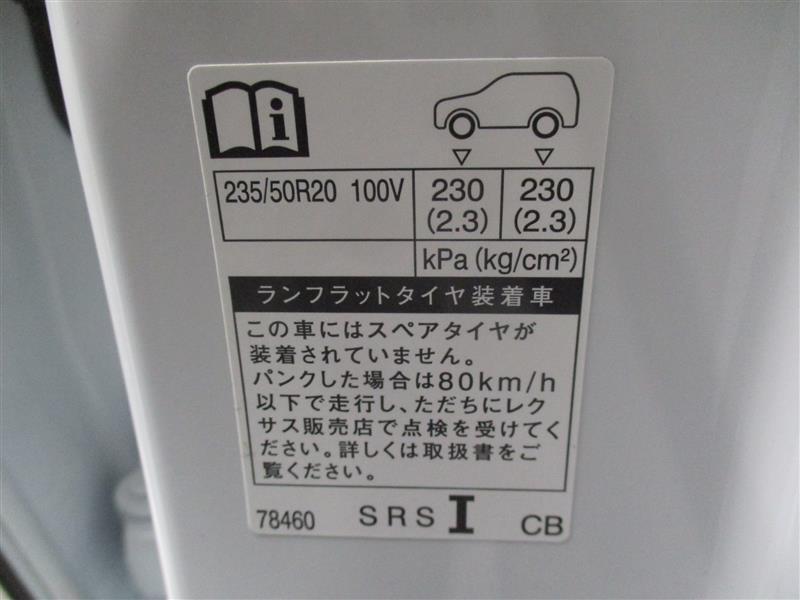 i
235/50R20 100V 230 230
(2.3) (2.3)
kPa(kg/cm²)
ランフラットタイヤ装着車
この車にはスペアタイヤが
装着されていません。
パンクした場合は80km/h
以下で走行し、ただちにレク
サス販売店で点検を受けてく
ださい。詳しくは取扱書をご
覧ください。
78460 SRS I CB